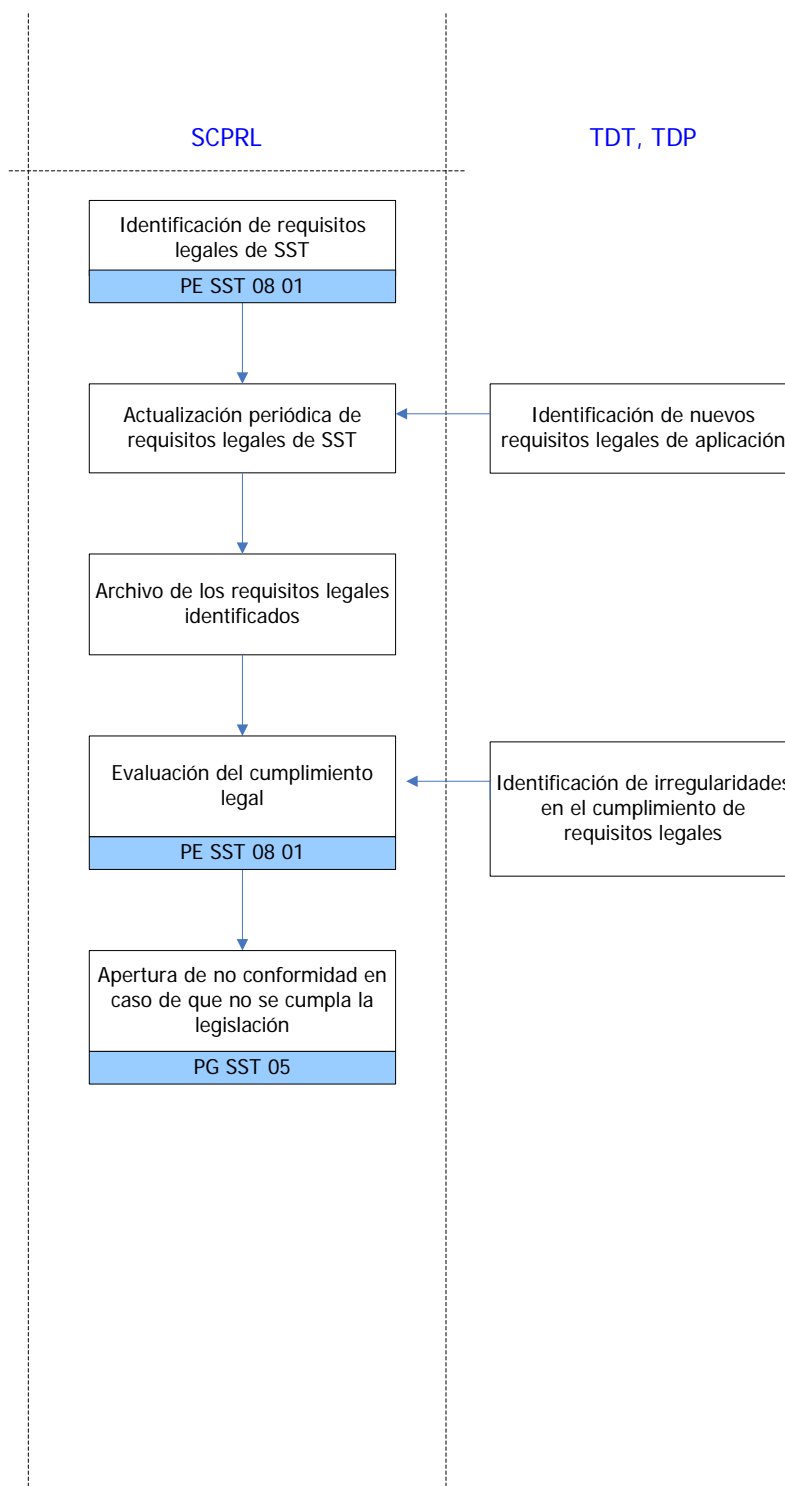 SCPRL
TDT, TDP
Identificación de requisitos
legales de SST
PE SST 08 01
Actualización periódica de
requisitos legales de SST
Identificación de nuevos
requisitos legales de aplicación
Archivo de los requisitos legales
identificados
Evaluación del cumplimiento
legal
PE SST 08 01
Identificación de irregularidades
en el cumplimiento de
requisitos legales
Apertura de no conformidad en
caso de que no se cumpla la
legislación
PG SST 05